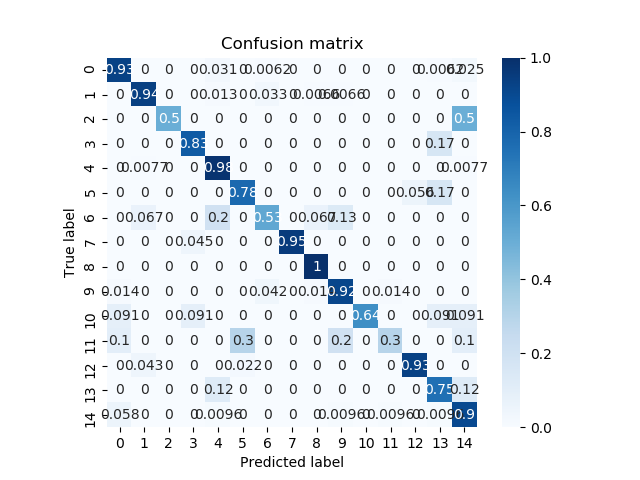 Confusion matrix
0 0.93 0 0 0 0.031 0 0.0062 0 0 0 0 0 0 0.0062 0.025
1 0 0.94 0 0 0.013 0 0.033 0 0.0066 0.0066 0 0 0 0 0
2 0 0 0.5 0 0 0 0 0 0 0 0 0 0 0 0.5
3 0 0 0 0.83 0 0 0 0 0 0 0 0 0 0.17 0
4 0 0.0077 0 0 0.98 0 0 0 0 0 0 0 0 0 0.0077
5 0 0 0 0 0 0.78 0 0 0 0 0 0 0.056 0.17 0
6 0 0.067 0 0 0.2 0 0.53 0 0.067 0.13 0 0 0 0 0
7 0 0 0 0.045 0 0 0 0.95 0 0 0 0 0 0 0
8 0 0 0 0 0 0 0 0 1 0 0 0 0 0 0
9 0.014 0 0 0 0 0 0.042 0 0.92 0 0.014 0 0 0
10 0.091 0 0 0.091 0 0 0 0 0 0 0.64 0 0 0.091 0.091
11 0.1 0 0 0 0 0.3 0 0 0 0.2 0 0.3 0 0 0.1
12 0 0.043 0 0 0 0.022 0 0 0 0 0 0 0.93 0 0
13 0 0 0 0 0.12 0 0 0 0 0 0 0 0 0.75 0.12
14 0.058 0 0 0 0.0096 0 0 0 0 0.0096 0 0.0096 0 0.9
0 1 2 3 4 5 6 7 8 9 10 11 12 13 14
Predicted label
True label
1.0
0.8
0.6
0.4
0.2
0.0